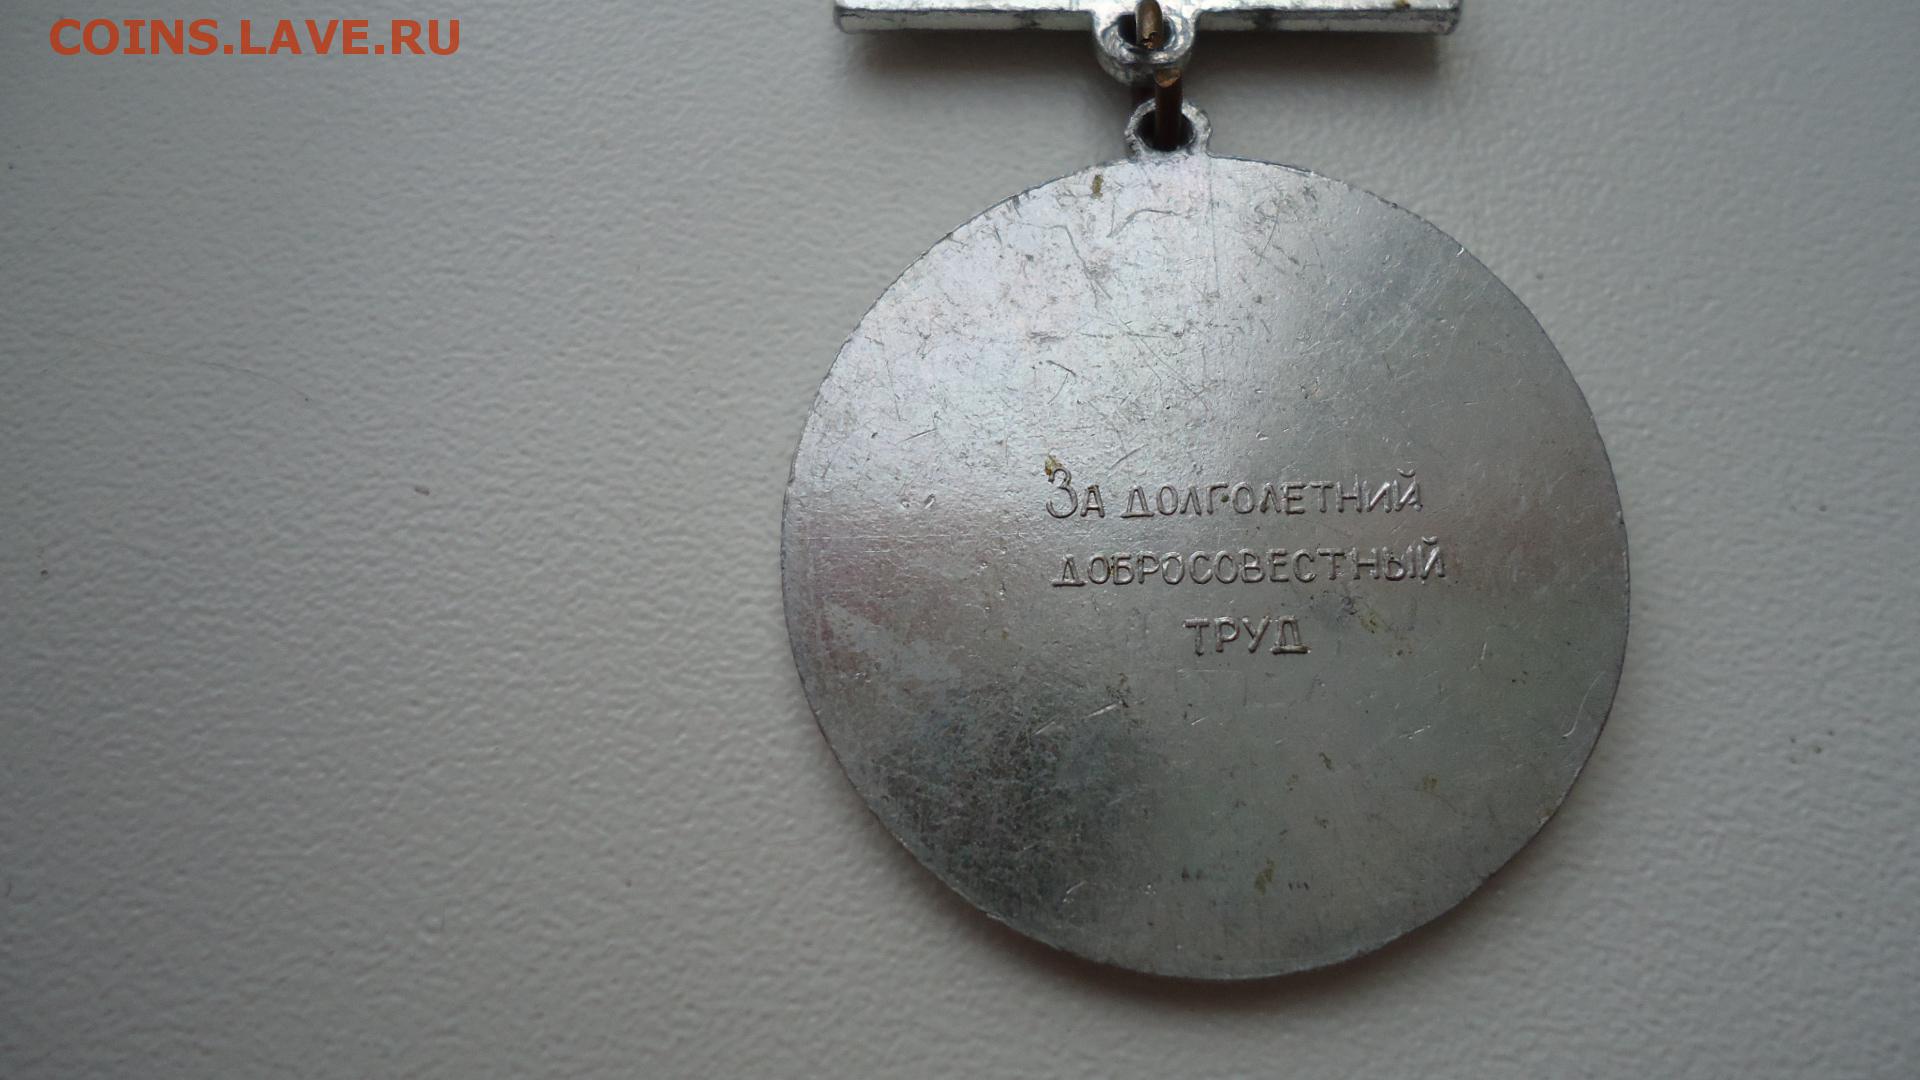 COINS.LAVE.RU
За долголетний
добросовестный
труд